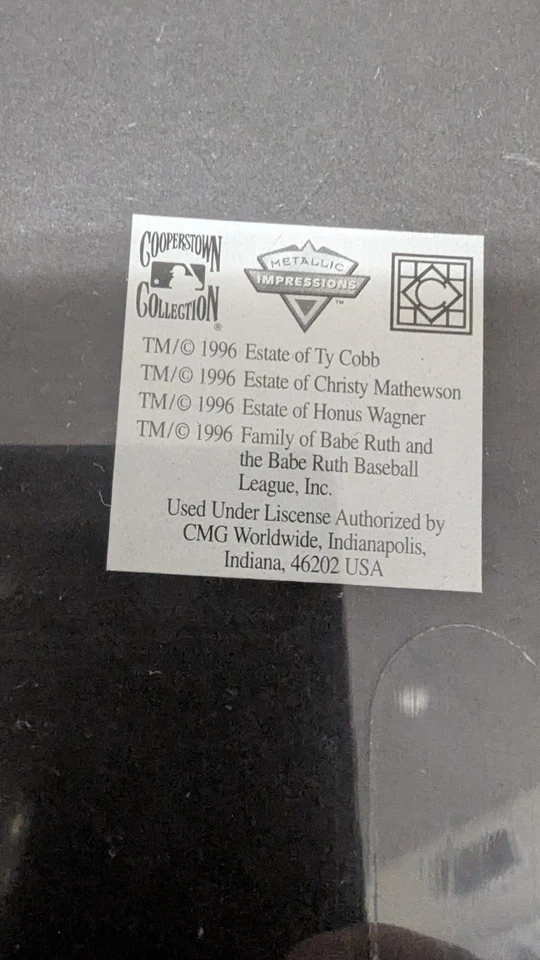 COOPERSTOWN
COLLECTION®
METALLIC
IMPRESSIONS™
C
TM/© 1996 Estate of Ty Cobb
TM/© 1996 Estate of Christy Mathewson
TM/© 1996 Estate of Honus Wagner
TM/© 1996 Family of Babe Ruth and
the Babe Ruth Baseball
League, Inc.
Used Under Liscense Authorized by
CMG Worldwide, Indianapolis,
Indiana, 46202 USA